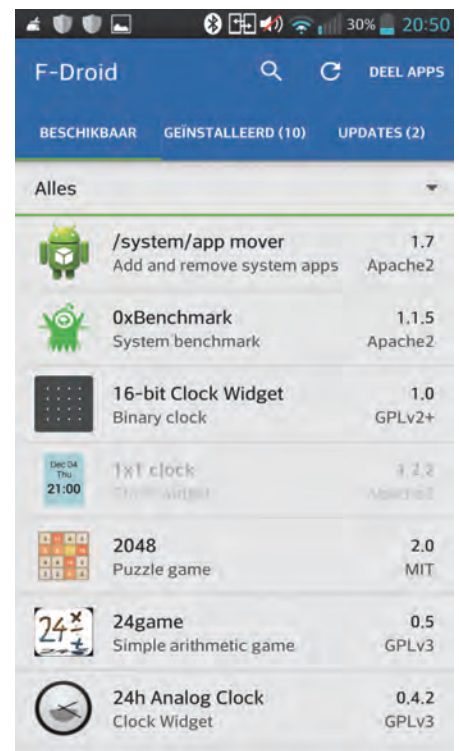 30% 20:50
F-Droid DEEL APPS
BESCHIKBAAR GEÏNSTALLEERD (10) UPDATES (2)
Alles
/system/app mover 1.7
Add and remove system apps Apache2
0xBenchmark 1.1.5
System benchmark Apache2
16-bit Clock Widget 1.0
Binary clock GPLv2+
Dec 04
Thu
21:00
1x1 clock
2048 2.0
Puzzle game MIT
24game 0.5
Simple arithmetic game GPLv3
24h Analog Clock 0.4.2
Clock Widget GPLv3